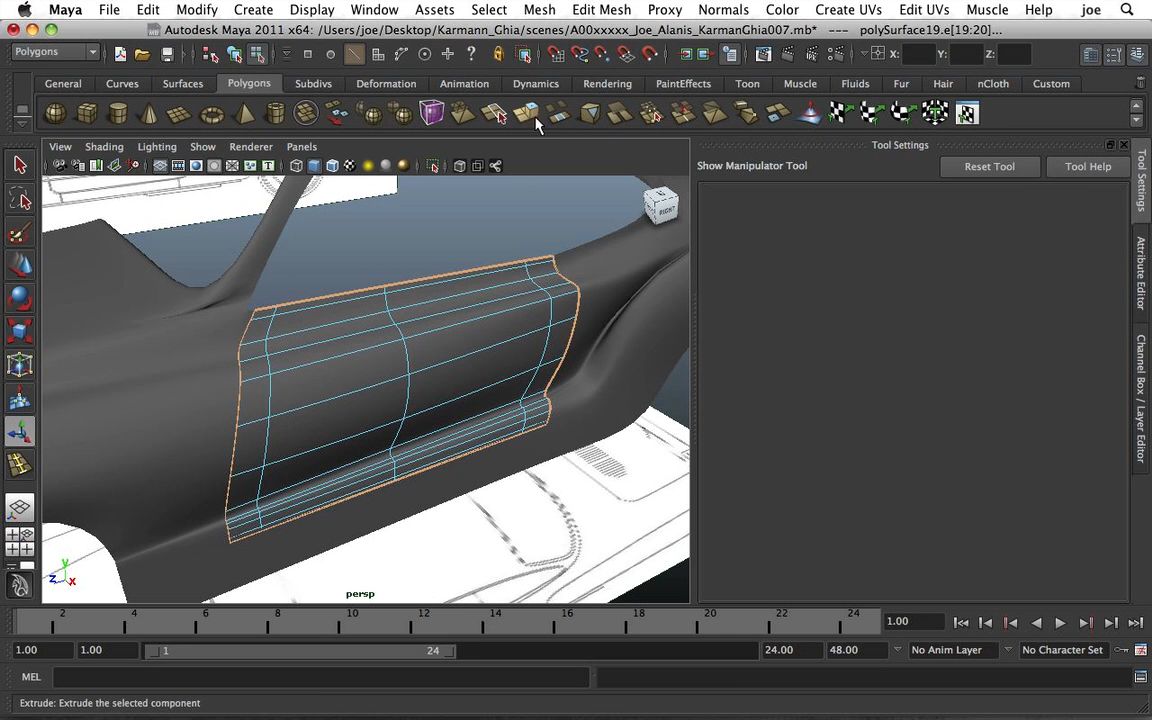 Maya File Edit Modify Create Display Window Assets Select Mesh Edit Mesh Proxy Normals Color Create UVs Edit UVs Muscle Help joe
Autodesk Maya 2011 x64: /Users/joe/Desktop/Karmann_Ghia/scenes/A00xxxxx_Joe_Alanis_KarmanGhia007.mb* --- polySurface19.e[19:20]...
Polygons X: Y: Z:
General Curves Surfaces Polygons Subdivs Deformation Animation Dynamics Rendering PaintEffects Toon Muscle Fluids Fur Hair nCloth Custom
View Shading Lighting Show Renderer Panels
Tool Settings
Show Manipulator Tool Reset Tool Tool Help
Tool Settings
Attribute Editor
Channel Box / Layer Editor
RIGHT
y
z x
persp
2 4 6 8 10 12 14 16 18 20 22 24 1.00
1.00 1.00 1 24 24.00 48.00 No Anim Layer No Character Set
MEL
Extrude: Extrude the selected component